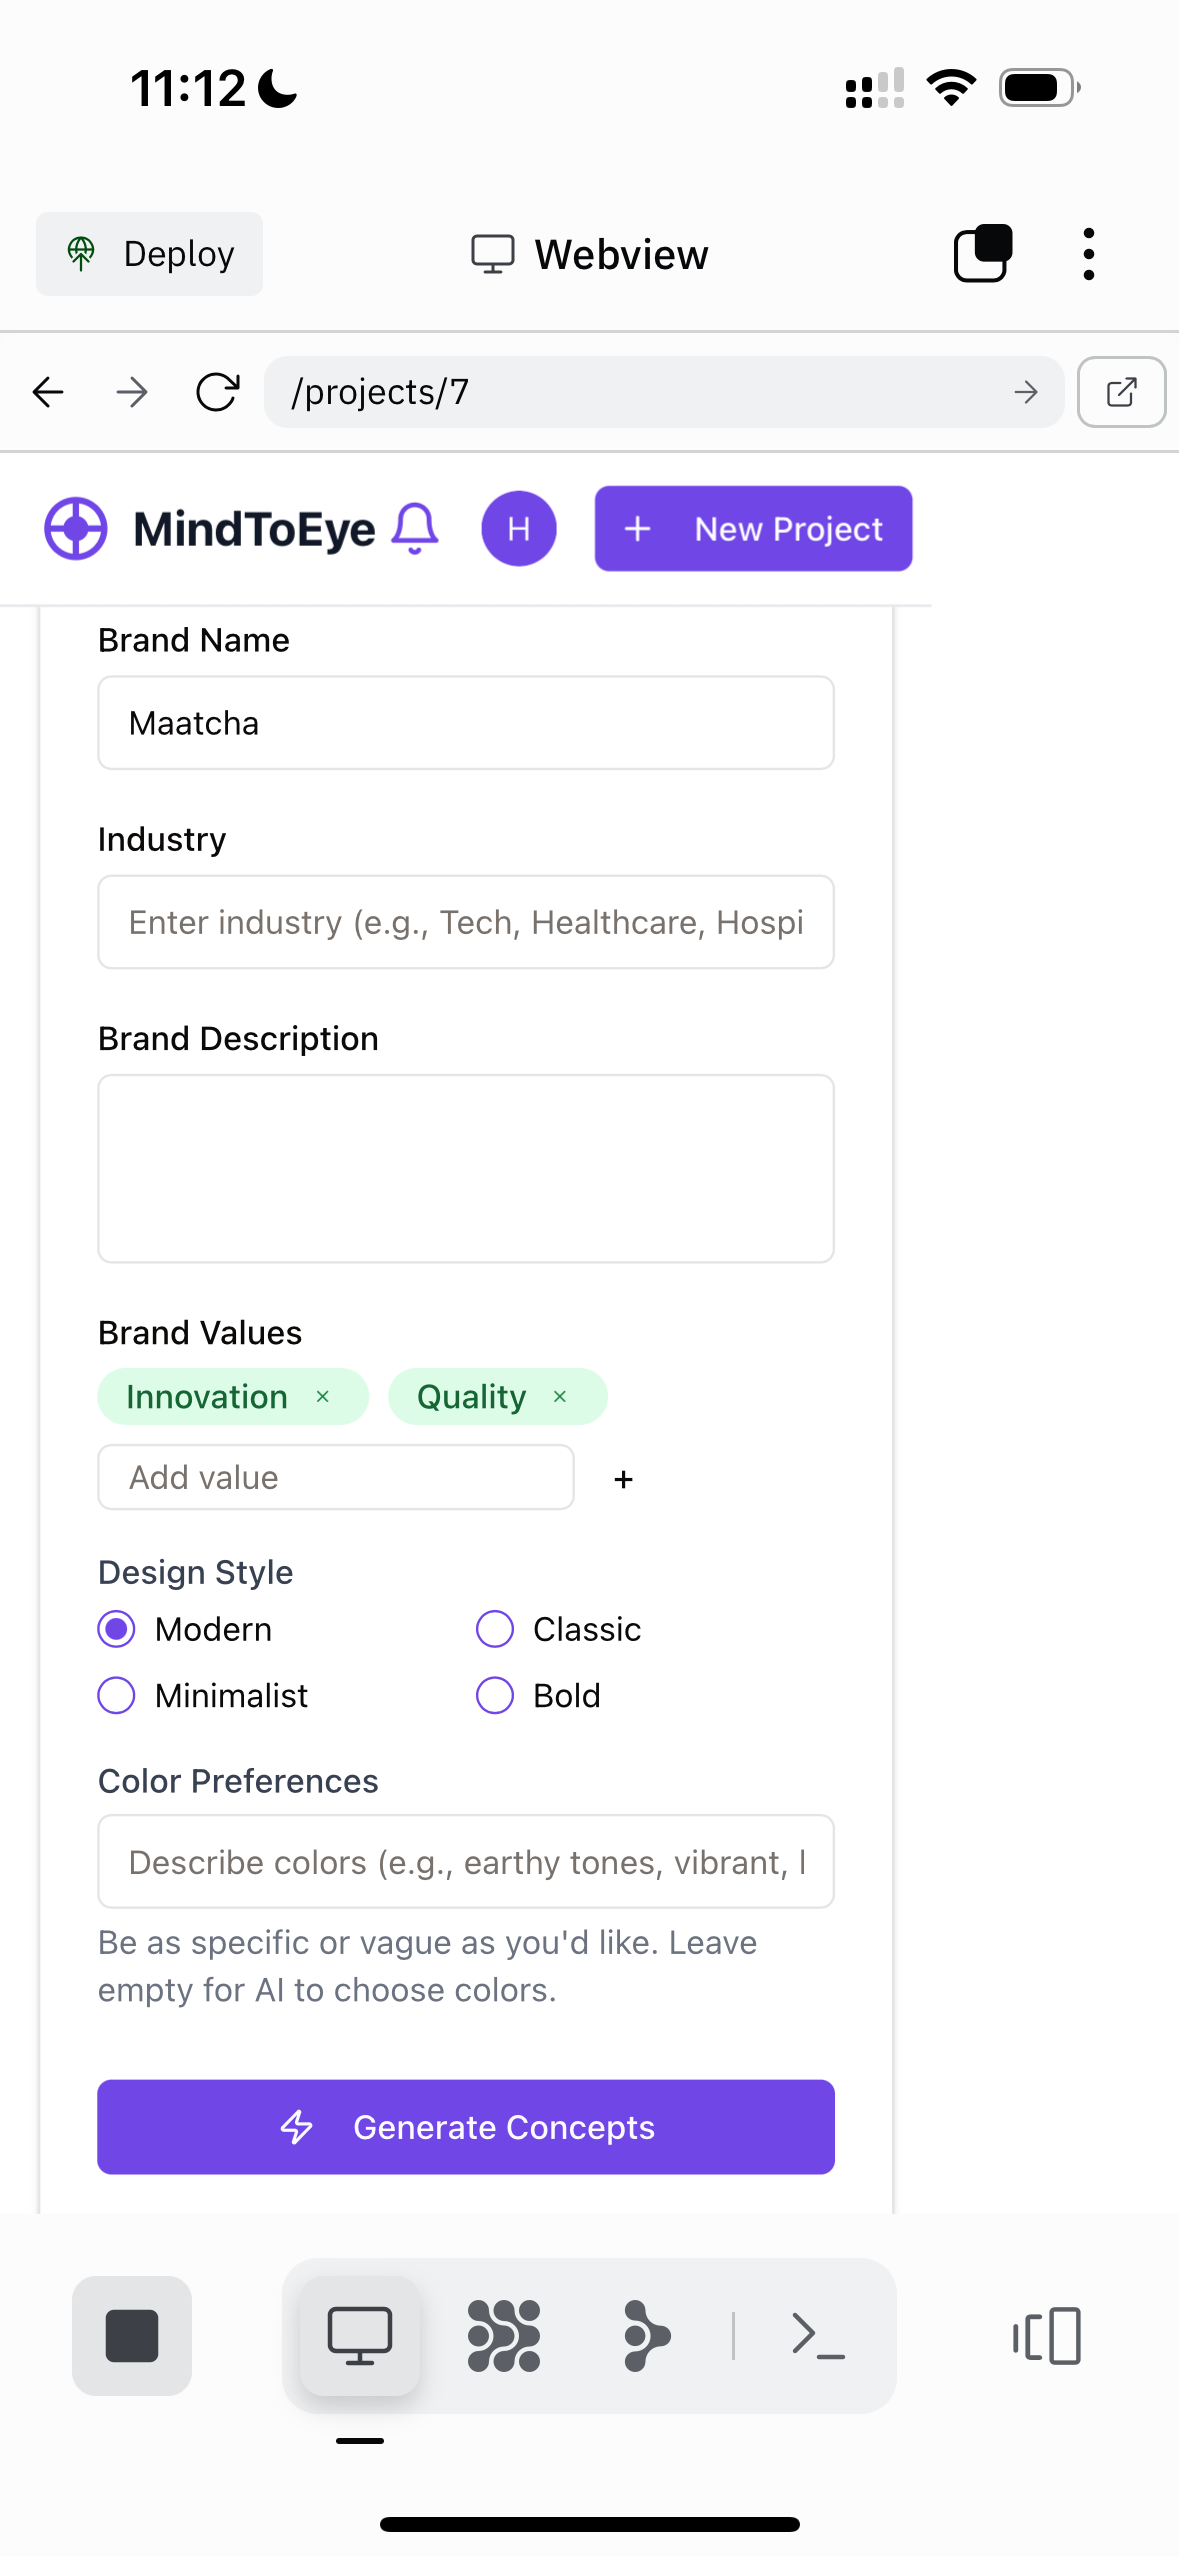 11:12
Deploy
Webview
/projects/7
MindToEye
H
+ New Project
Brand Name
Maatcha
Industry
Enter industry (e.g., Tech, Healthcare, Hospi
Brand Description
Brand Values
Innovation ×
Quality ×
Add value
+
Design Style
Modern
Classic
Minimalist
Bold
Color Preferences
Describe colors (e.g., earthy tones, vibrant, l
Be as specific or vague as you'd like. Leave
empty for AI to choose colors.
Generate Concepts